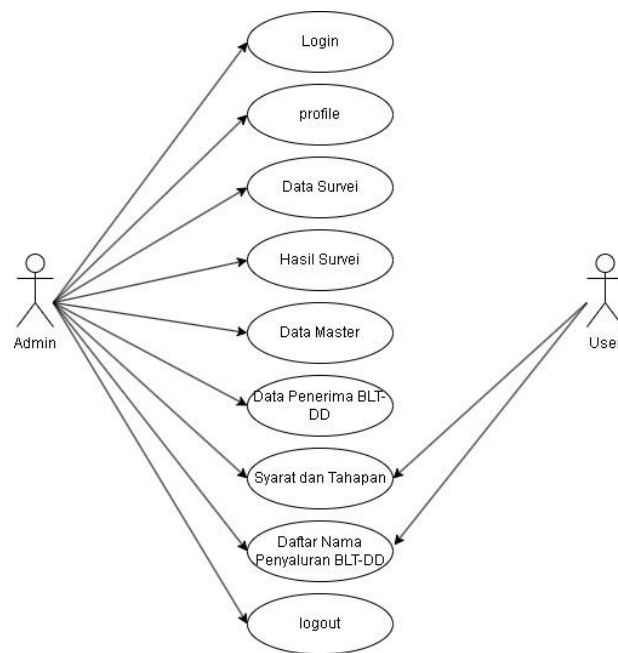 Login
profile
Data Survei
Hasil Survei
Admin
User
Data Master
Data Penerima BLT-
DD
Syarat dan Tahapan
Daftar Nama
Penyaluran BLT-DD
logout